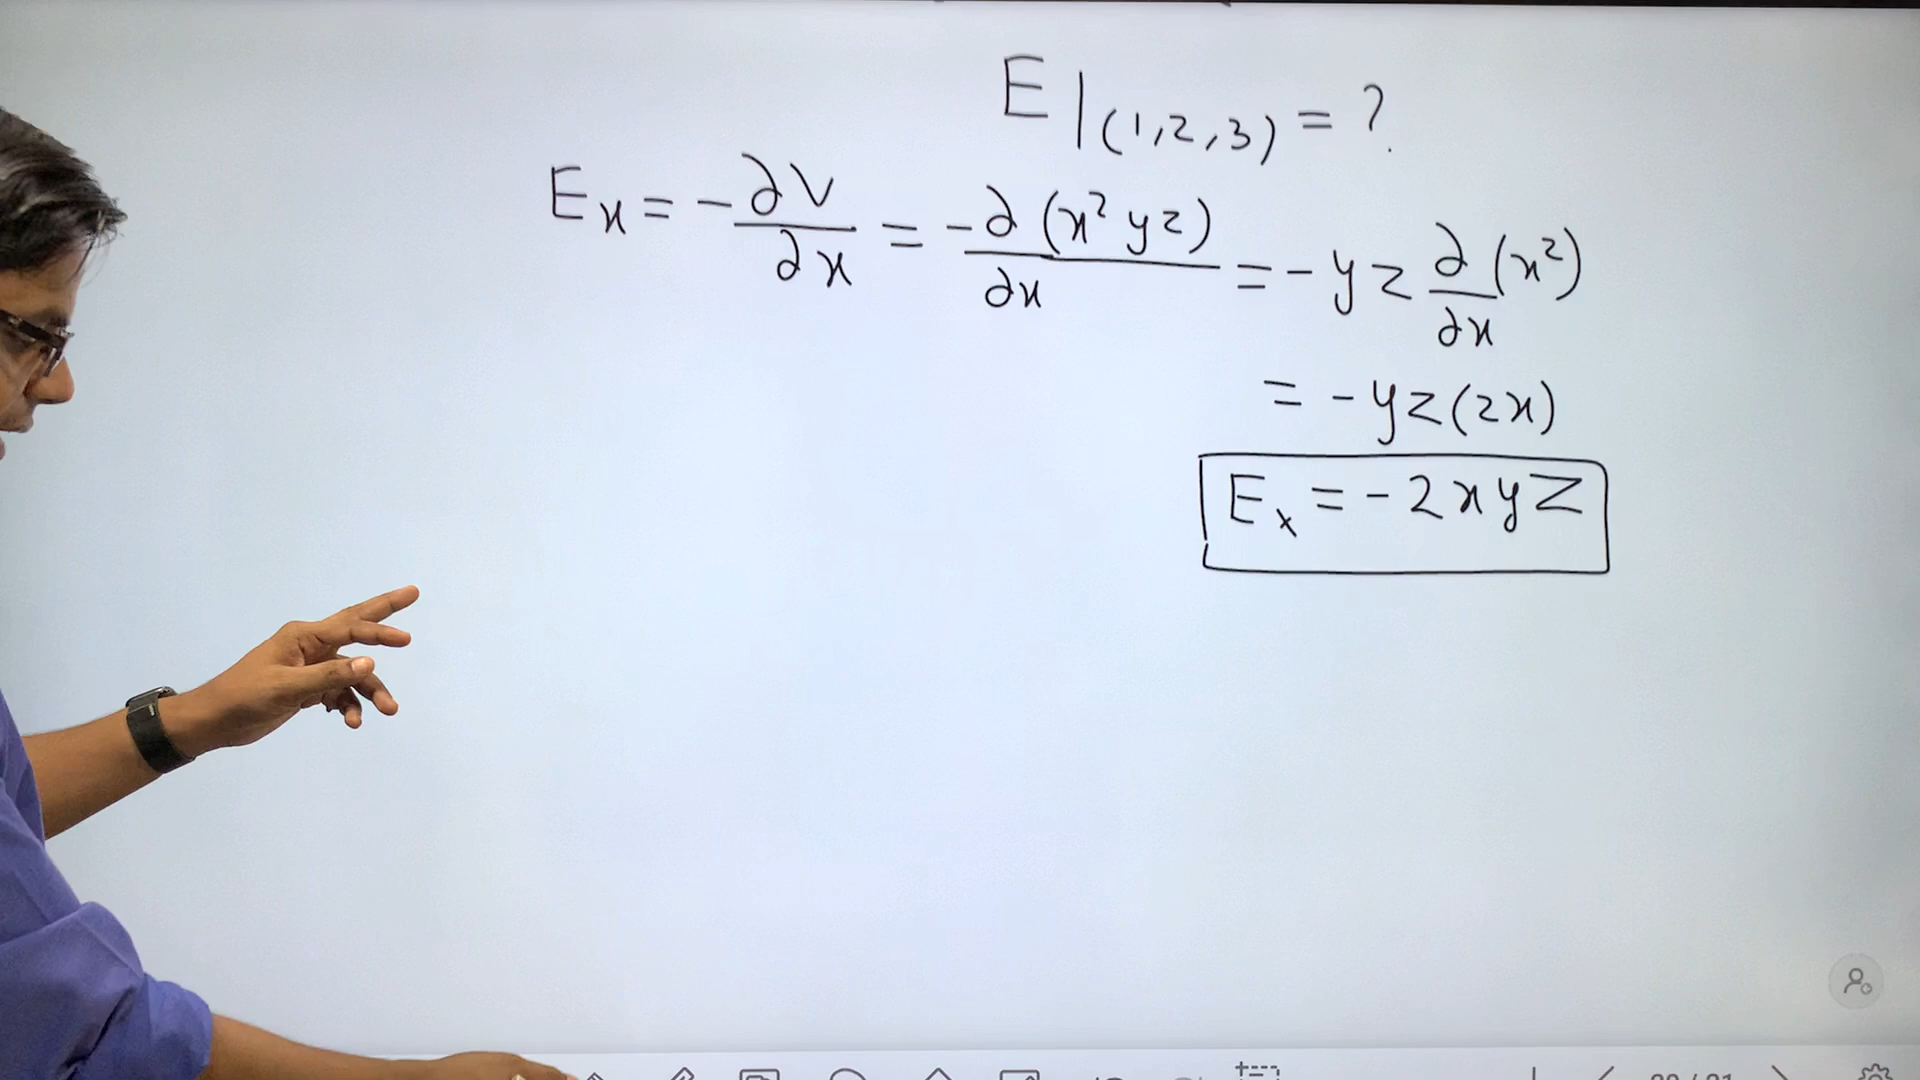 E|(1,2,3) = ?
Ex = -∂V/∂x = -∂(x²yz)/∂x = -yz ∂/∂x (x²)
= -yz(2x)
Ex = -2xyz